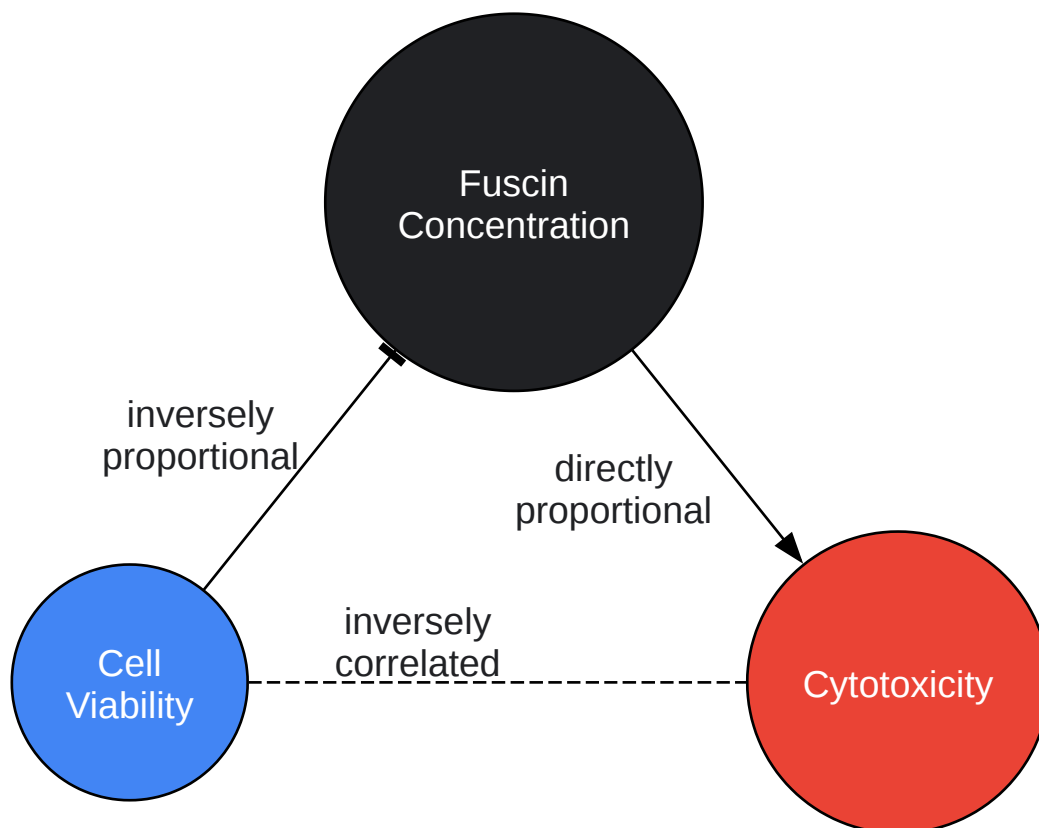 Fuscin
Concentration
inversely
proportional
directly
proportional
inversely
correlated
Cell
Viability
Cytotoxicity